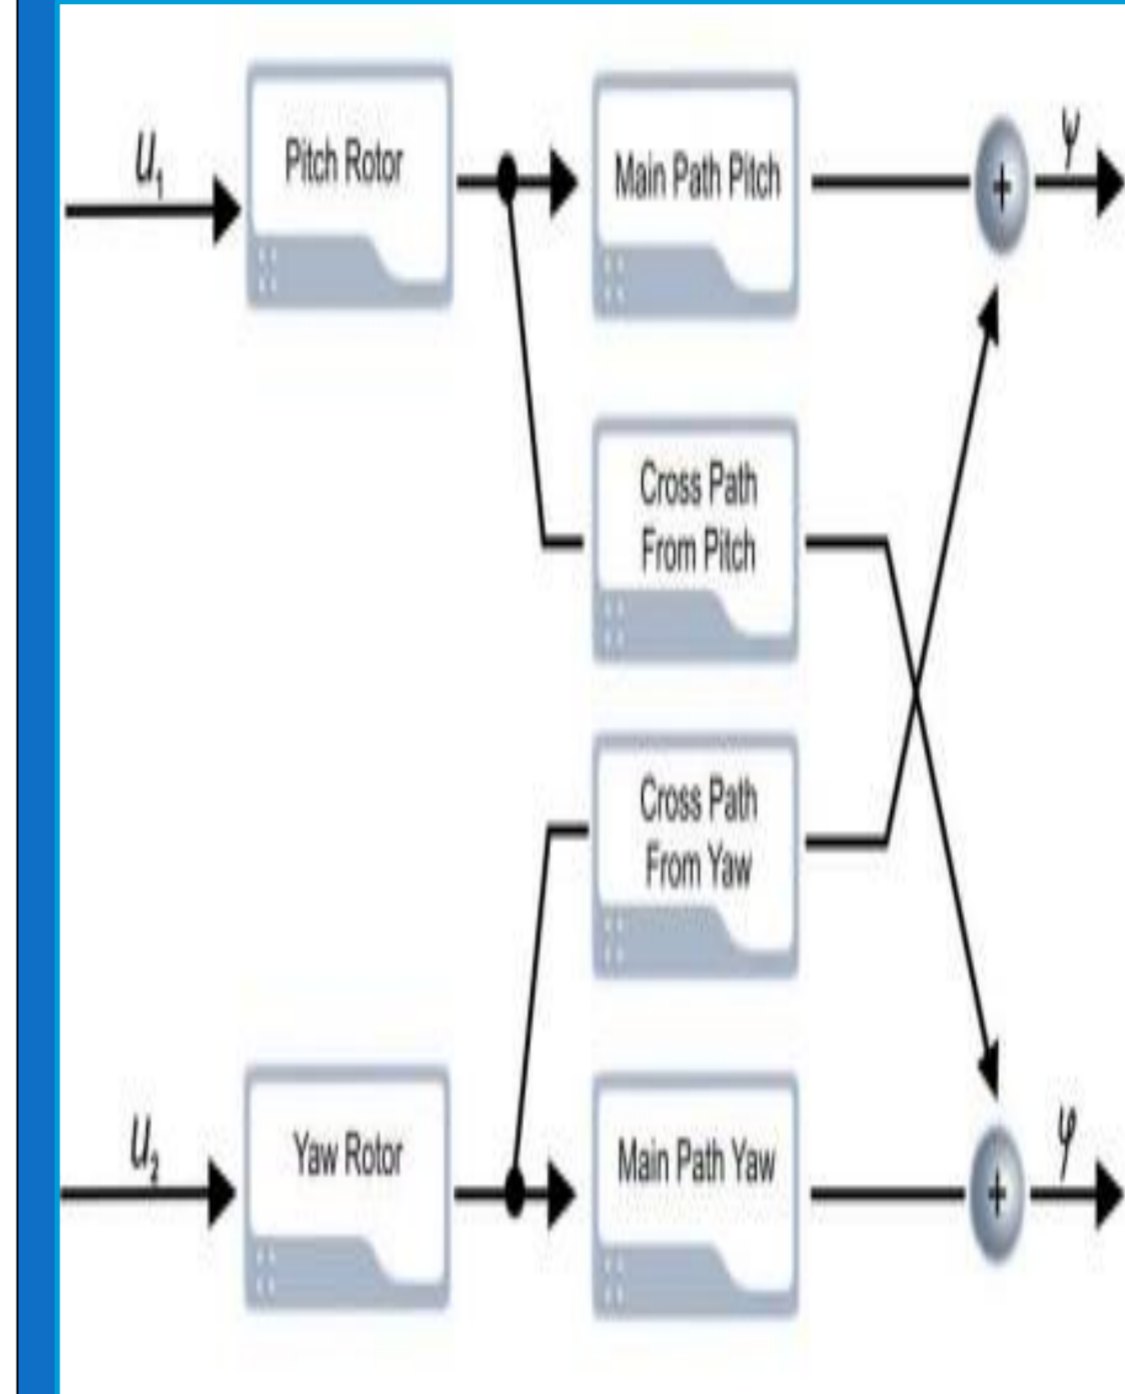 u₁
Pitch Rotor
Main Path Pitch
+
ψ
Cross Path
From Pitch
Cross Path
From Yaw
u₂
Yaw Rotor
Main Path Yaw
+
φ